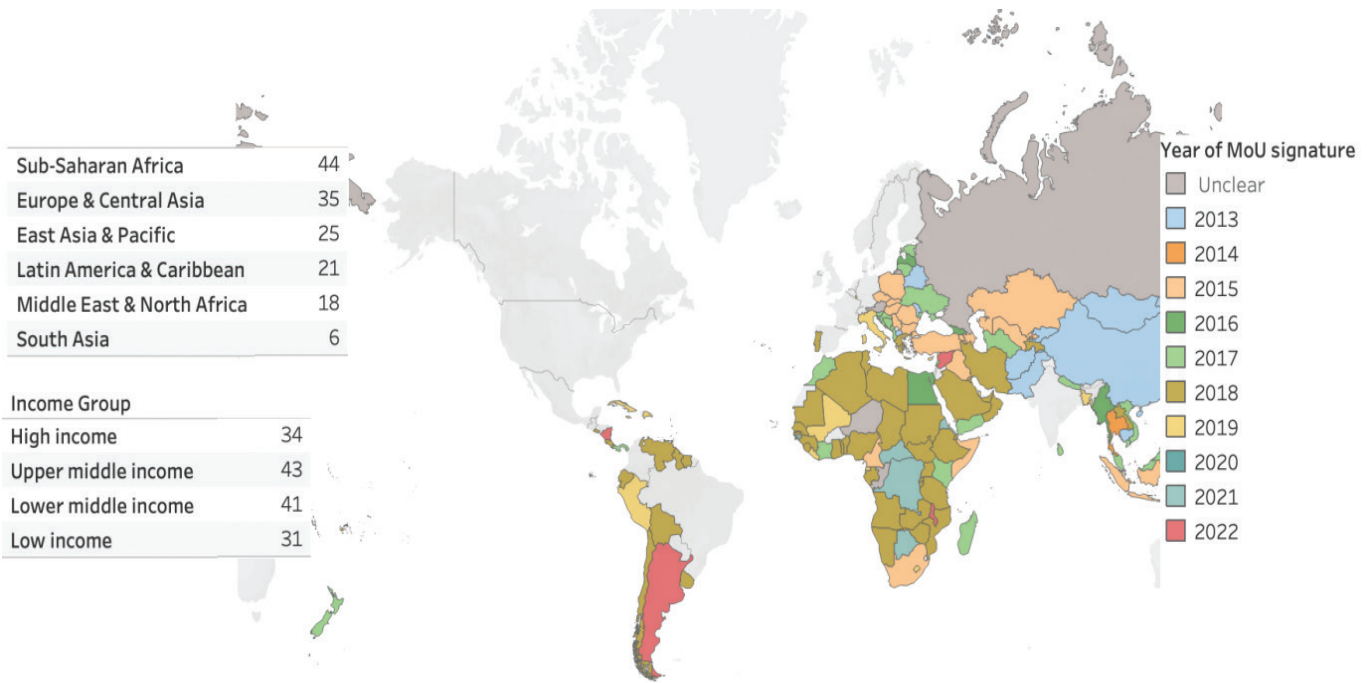 Sub-Saharan Africa 44
Europe & Central Asia 35
East Asia & Pacific 25
Latin America & Caribbean 21
Middle East & North Africa 18
South Asia 6
Income Group
High income 34
Upper middle income 43
Lower middle income 41
Low income 31
Year of MoU signature
Unclear
2013
2014
2015
2016
2017
2018
2019
2020
2021
2022